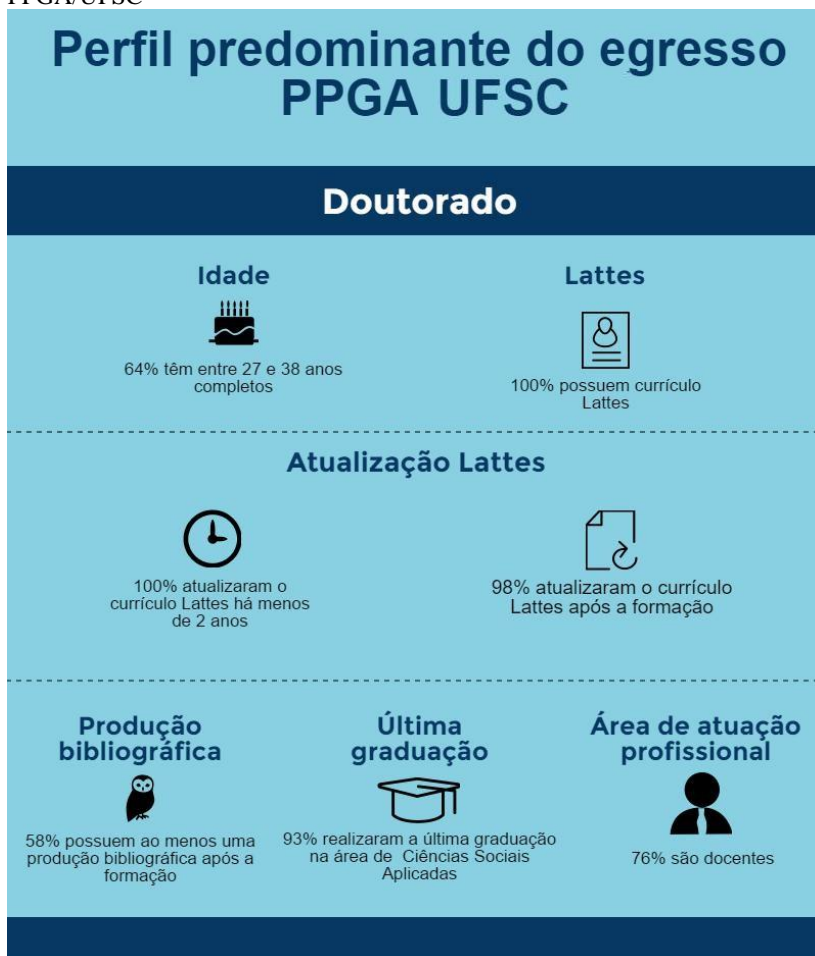 PPGA/UFSC
Perfil predominante do egresso
PPGA UFSC
Doutorado
Idade
64% têm entre 27 e 38 anos
completos
Lattes
100% possuem currículo
Lattes
Atualização Lattes
100% atualizaram o
currículo Lattes há menos
de 2 anos
98% atualizaram o currículo
Lattes após a formação
Produção
bibliográfica
58% possuem ao menos uma
produção bibliográfica após a
formação
Última
graduação
93% realizaram a última graduação
na área de Ciências Sociais
Aplicadas
Área de atuação
profissional
76% são docentes